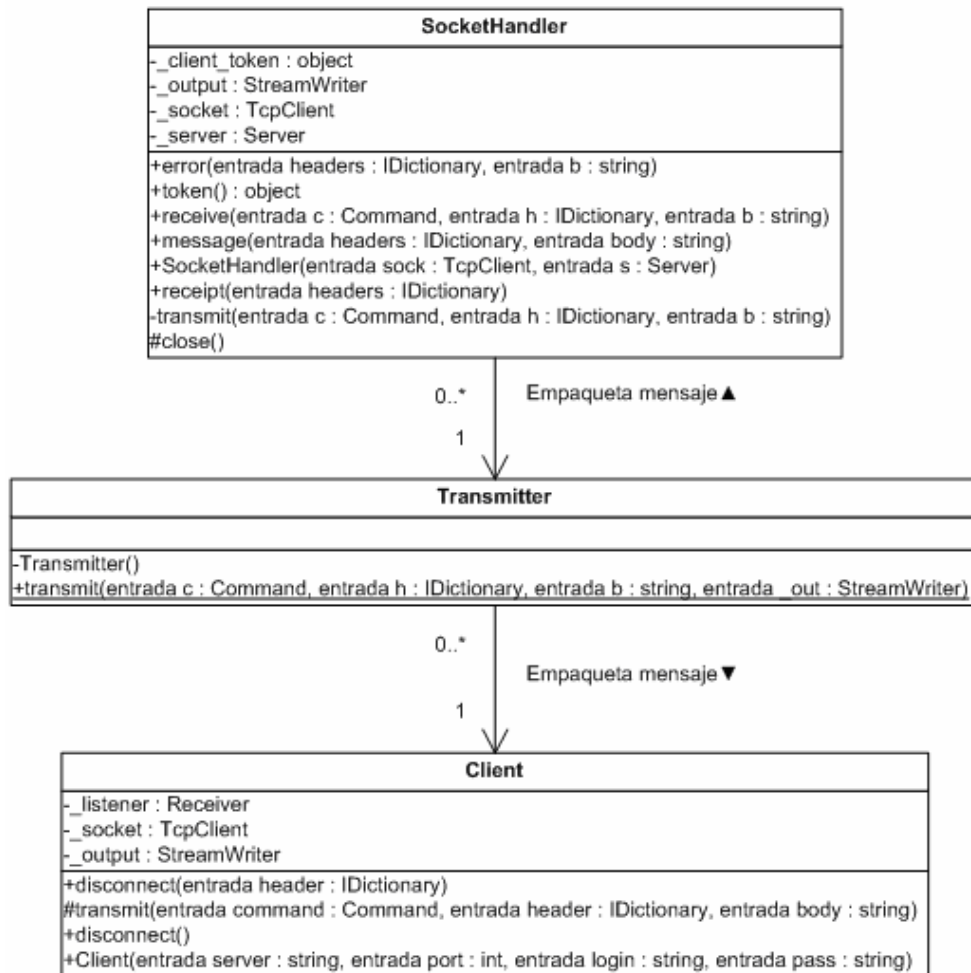 SocketHandler
-_client_token : object
-_output : StreamWriter
-_socket : TcpClient
-_server : Server
+error(entrada headers : IDictionary, entrada b : string)
+token() : object
+receive(entrada c : Command, entrada h : IDictionary, entrada b : string)
+message(entrada headers : IDictionary, entrada body : string)
+SocketHandler(entrada sock : TcpClient, entrada s : Server)
+receipt(entrada headers : IDictionary)
-transmit(entrada c : Command, entrada h : IDictionary, entrada b : string)
#close()
0..*
Empaqueta mensaje▲
1
Transmitter
-Transmitter()
+transmit(entrada c : Command, entrada h : IDictionary, entrada b : string, entrada _out : StreamWriter)
0..*
Empaqueta mensaje▼
1
Client
-_listener : Receiver
-_socket : TcpClient
-_output : StreamWriter
+disconnect(entrada header : IDictionary)
#transmit(entrada command : Command, entrada header : IDictionary, entrada body : string)
+disconnect()
+Client(entrada server : string, entrada port : int, entrada login : string, entrada pass : string)